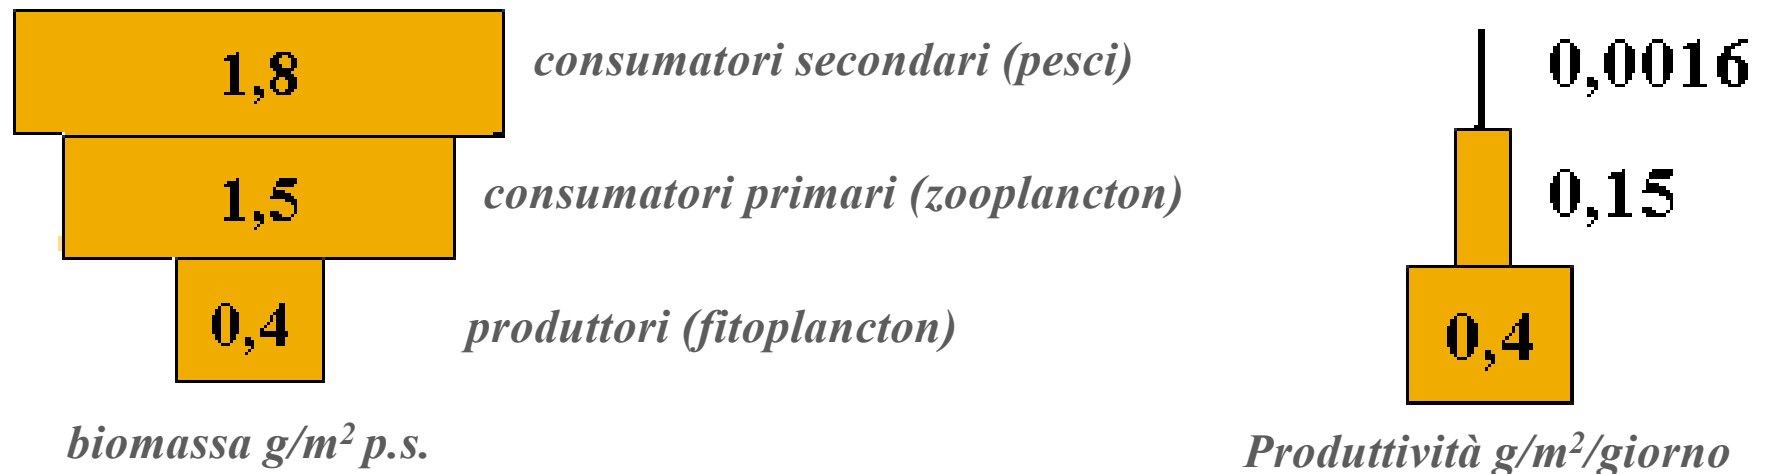 1,8 consumatori secondari (pesci) 0,0016
1,5 consumatori primari (zooplancton) 0,15
0,4 produttori (fitoplancton) 0,4
biomassa g/m² p.s. Produttività g/m²/giorno